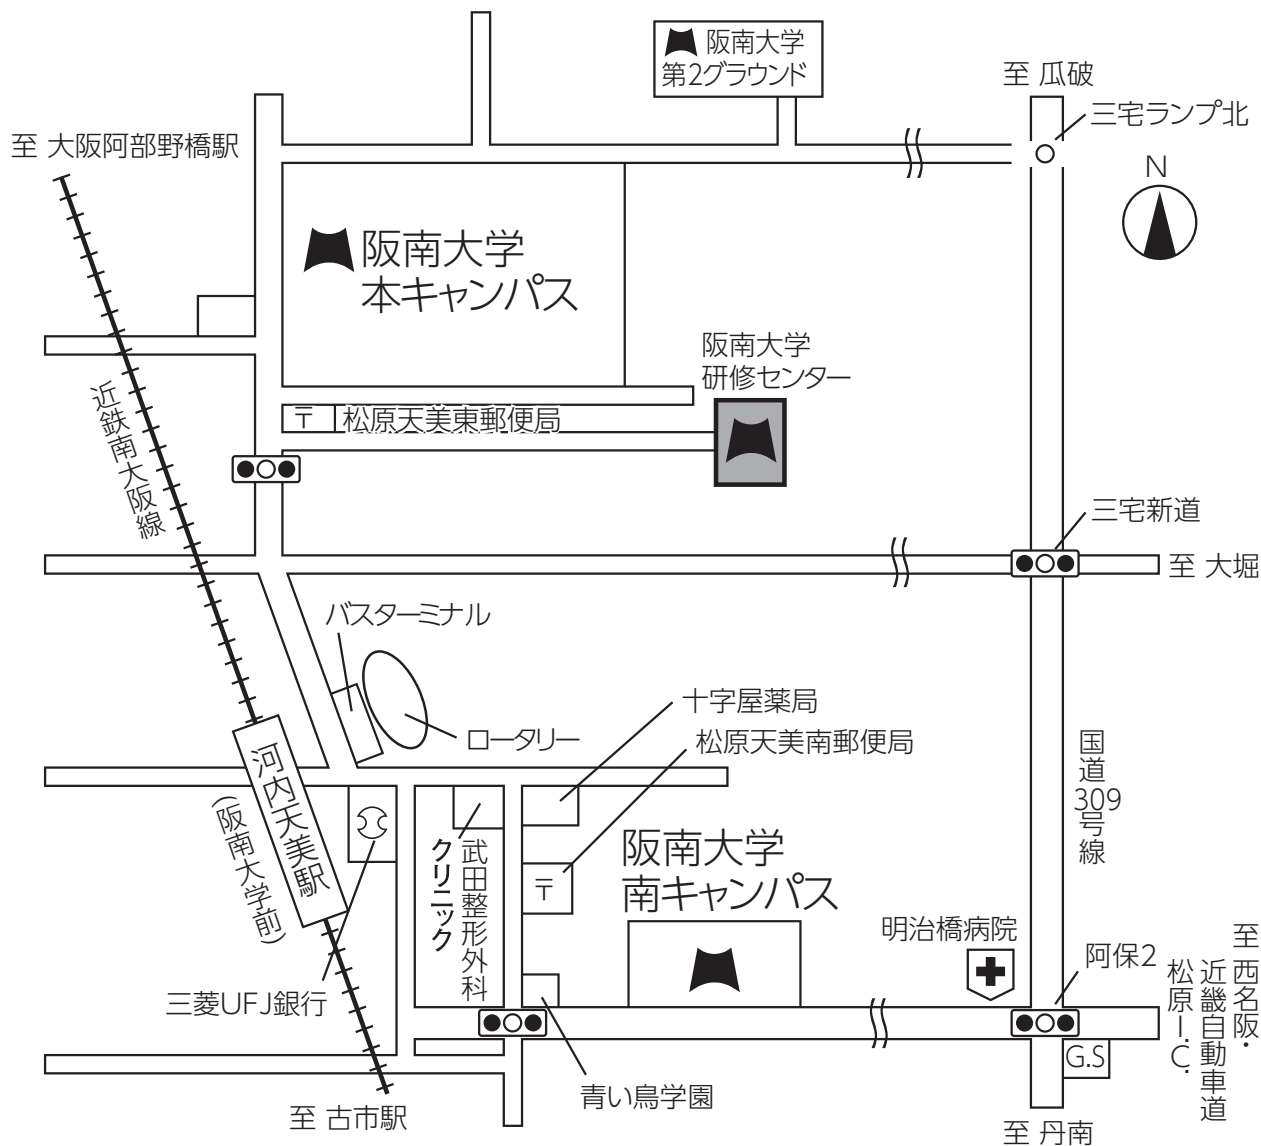 阪南大学
第2グラウンド
至 瓜破
三宅ランプ北
至 大阪阿部野橋駅
N
阪南大学
本キャンパス
阪南大学
研修センター
近鉄南大阪線
〒 松原天美東郵便局
三宅新道
至 大堀
バスターミナル
ロータリー
十字屋薬局
松原天美南郵便局
河内天美駅
(阪南大学前)
国道309号線
武田整形外科
クリニック
〒
阪南大学
南キャンパス
明治橋病院
阿保2
至 西名阪・
近畿自動車道
松原I.C.
三菱UFJ銀行
G.S
青い鳥学園
至 古市駅
至 丹南